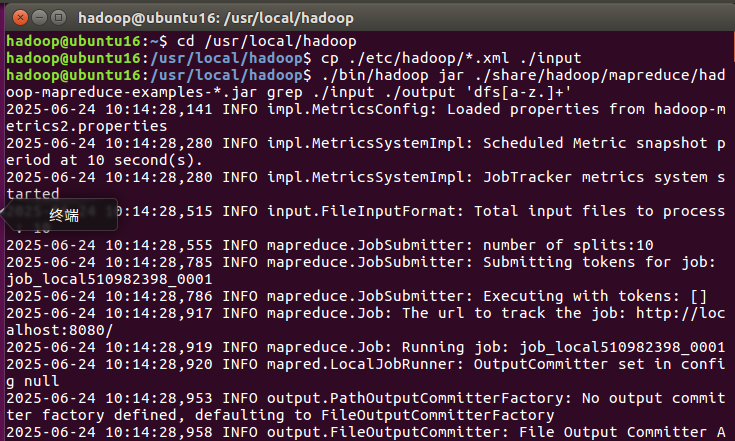 hadoop@ubuntu16: /usr/local/hadoop
hadoop@ubuntu16:~$ cd /usr/local/hadoop
hadoop@ubuntu16:/usr/local/hadoop$ cp ./etc/hadoop/*.xml ./input
hadoop@ubuntu16:/usr/local/hadoop$ ./bin/hadoop jar ./share/hadoop/mapreduce/had
oop-mapreduce-examples-*.jar grep ./input ./output 'dfs[a-z.]+'
2025-06-24 10:14:28,141 INFO impl.MetricsConfig: Loaded properties from hadoop-m
etrics2.properties
2025-06-24 10:14:28,280 INFO impl.MetricsSystemImpl: Scheduled Metric snapshot p
eriod at 10 second(s).
2025-06-24 10:14:28,280 INFO impl.MetricsSystemImpl: JobTracker metrics system s
tarted
2025-06-24 10:14:28,515 INFO input.FileInputFormat: Total input files to process
: 10
终端
2025-06-24 10:14:28,555 INFO mapreduce.JobSubmitter: number of splits:10
2025-06-24 10:14:28,785 INFO mapreduce.JobSubmitter: Submitting tokens for job:
job_local510982398_0001
2025-06-24 10:14:28,786 INFO mapreduce.JobSubmitter: Executing with tokens: []
2025-06-24 10:14:28,917 INFO mapreduce.Job: The url to track the job: http://loc
alhost:8080/
2025-06-24 10:14:28,919 INFO mapreduce.Job: Running job: job_local510982398_0001
2025-06-24 10:14:28,920 INFO mapred.LocalJobRunner: OutputCommitter set in confi
g null
2025-06-24 10:14:28,953 INFO output.PathOutputCommitterFactory: No output commit
ter factory defined, defaulting to FileOutputCommitterFactory
2025-06-24 10:14:28,958 INFO output.FileOutputCommitter: File Output Committer A